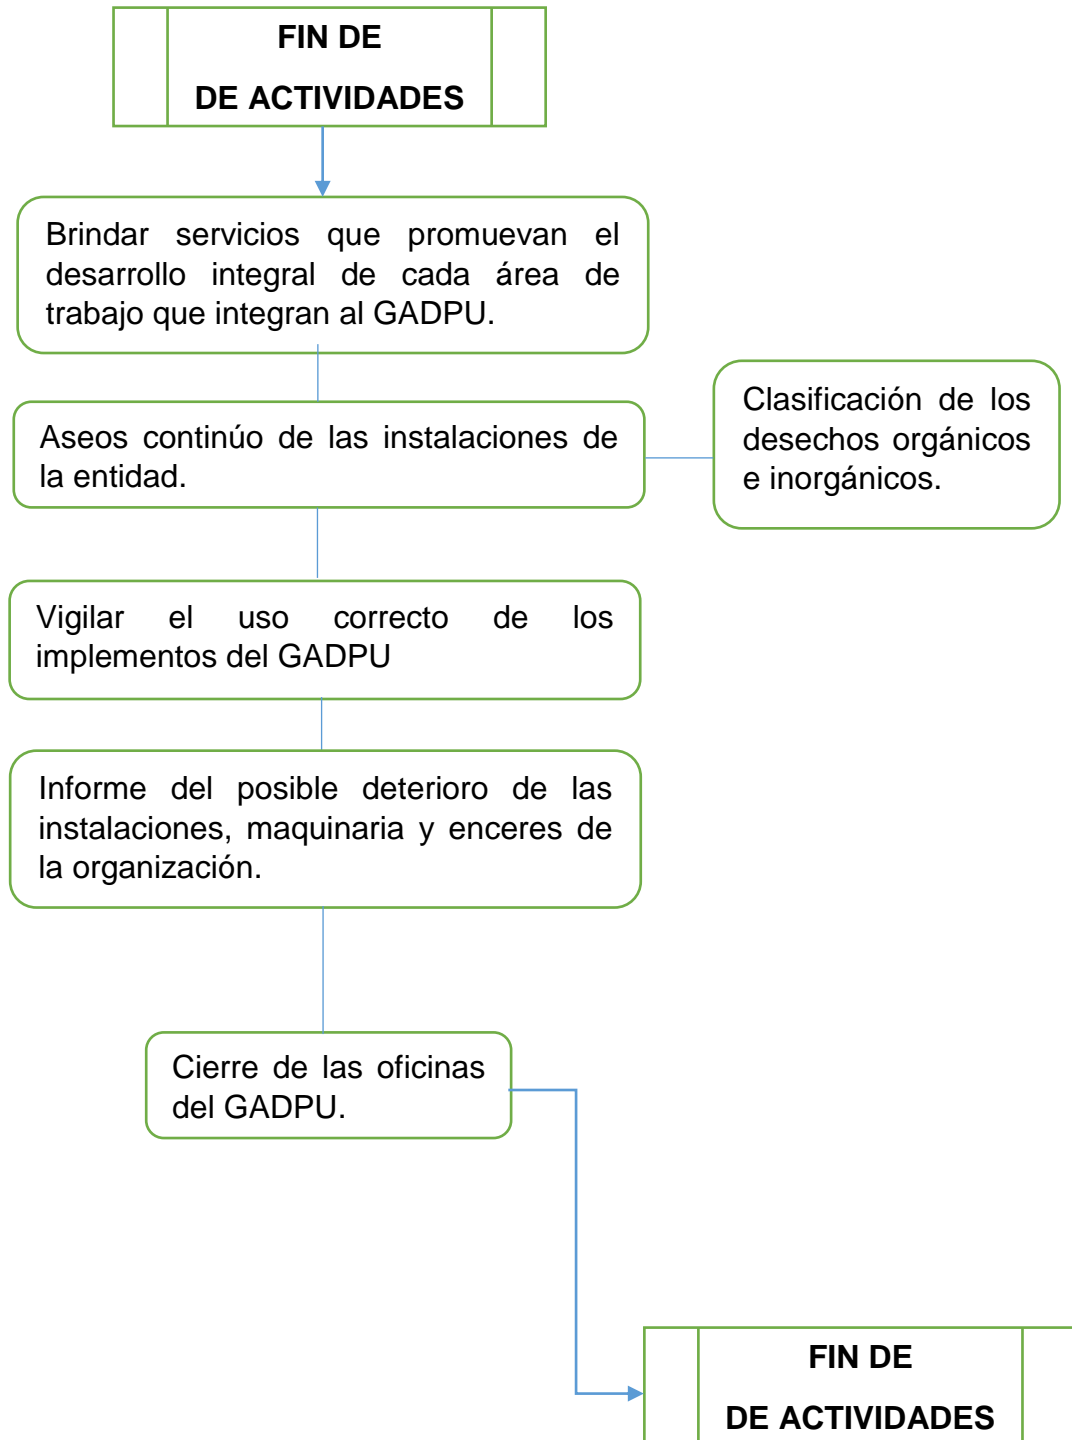 FIN DE
DE ACTIVIDADES
Brindar servicios que promuevan el
desarrollo integral de cada área de
trabajo que integran al GADPU.
Aseos continúo de las instalaciones de
la entidad.
Clasificación de los
desechos orgánicos
e inorgánicos.
Vigilar el uso correcto de los
implementos del GADPU
Informe del posible deterioro de las
instalaciones, maquinaria y enceres de
la organización.
Cierre de las oficinas
del GADPU.
FIN DE
DE ACTIVIDADES